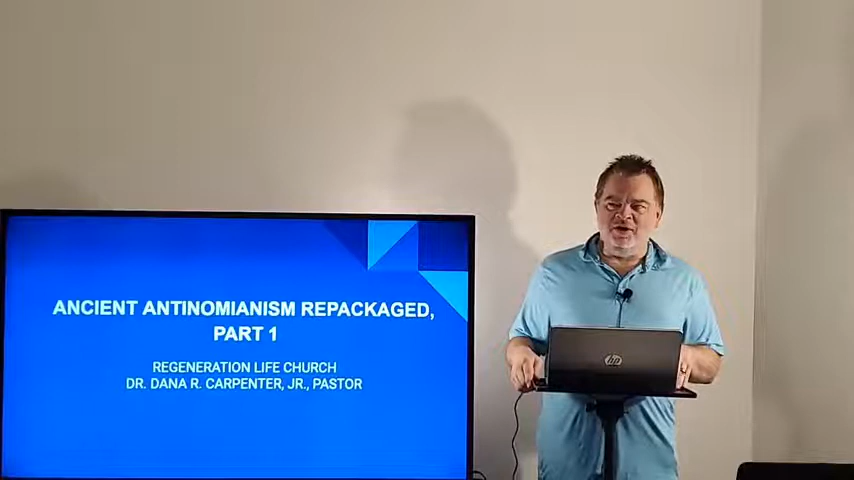 ANCIENT ANTINOMIANISM REPACKAGED,
PART 1
REGENERATION LIFE CHURCH
DR. DANA R. CARPENTER, JR., PASTOR
hp